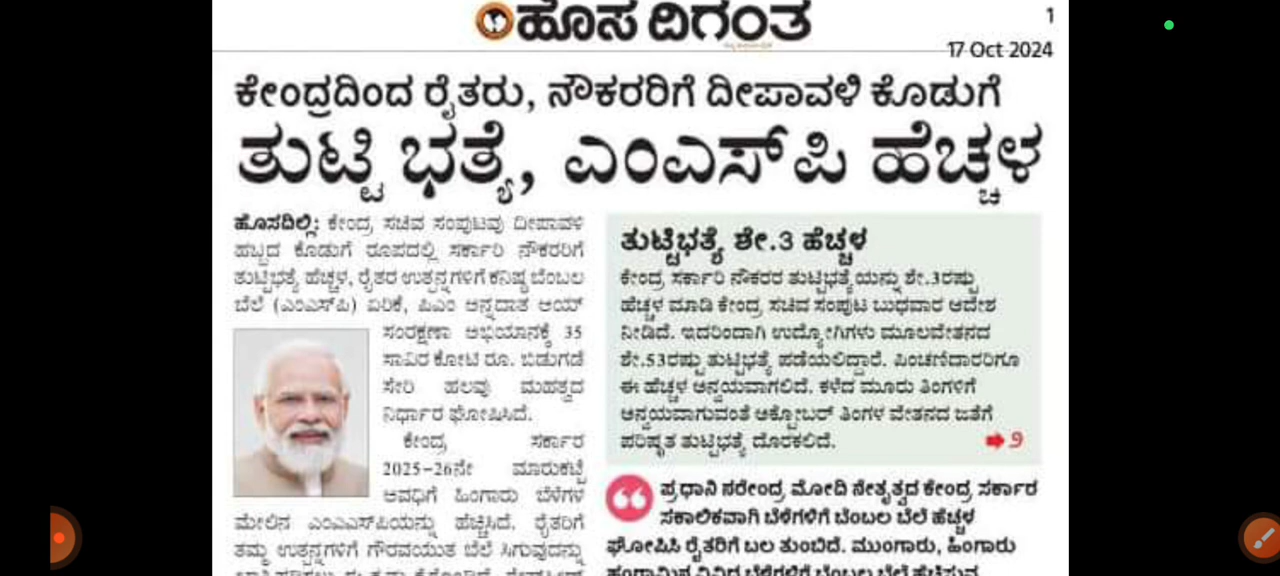 ಹೊಸ ದಿಗಂತ
1
17 Oct 2024
ಕೇಂದ್ರದಿಂದ ರೈತರು, ನೌಕರರಿಗೆ ದೀಪಾವಳಿ ಕೊಡುಗೆ
ತುಟ್ಟಿ ಭತ್ಯೆ, ಎಂಎಸ್‌ಪಿ ಹೆಚ್ಚಳ
ಹೊಸದಿಲ್ಲಿ: ಕೇಂದ್ರ ಸಚಿವ ಸಂಪುಟವು ದೀಪಾವಳಿ
ಹಬ್ಬದ ಕೊಡುಗೆ ರೂಪದಲ್ಲಿ ಸರ್ಕಾರಿ ನೌಕರರಿಗೆ
ತುಟ್ಟಿಭತ್ಯೆ ಹೆಚ್ಚಳ, ರೈತರ ಉತ್ಪನ್ನಗಳಿಗೆ ಕನಿಷ್ಠ ಬೆಂಬಲ
ಬೆಲೆ (ಎಂಎಸ್‌ಪಿ) ಏರಿಕೆ, ಪಿಎಂ ಅನ್ನದಾತ ಆಯ್
ಸಂರಕ್ಷಣಾ ಅಭಿಯಾನಕ್ಕೆ 35
ಸಾವಿರ ಕೋಟಿ ರೂ. ಬಿಡುಗಡೆ
ಸೇರಿ ಹಲವು ಮಹತ್ವದ
ನಿರ್ಧಾರ ಘೋಷಿಸಿದೆ.
ಕೇಂದ್ರ ಸರ್ಕಾರ
2025-26ನೇ ಮಾರುಕಟ್ಟೆ
ಅವಧಿಗೆ ಹಿಂಗಾರು ಬೆಳೆಗಳ
ಮೇಲಿನ ಎಂಎಎಸ್‌ಪಿಯನ್ನು ಹೆಚ್ಚಿಸಿದೆ. ರೈತರಿಗೆ
ತಮ್ಮ ಉತ್ಪನ್ನಗಳಿಗೆ ಗೌರವಯುತ ಬೆಲೆ ಸಿಗುವುದನ್ನು
ತುಟ್ಟಿಭತ್ಯೆ ಶೇ.3 ಹೆಚ್ಚಳ
ಕೇಂದ್ರ ಸರ್ಕಾರಿ ನೌಕರರ ತುಟ್ಟಿಭತ್ಯೆಯನ್ನು ಶೇ.3ರಷ್ಟು
ಹೆಚ್ಚಳ ಮಾಡಿ ಕೇಂದ್ರ ಸಚಿವ ಸಂಪುಟ ಬುಧವಾರ ಆದೇಶ
ನೀಡಿದೆ. ಇದರಿಂದಾಗಿ ಉದ್ಯೋಗಿಗಳು ಮೂಲವೇತನದ
ಶೇ.53ರಷ್ಟು ತುಟ್ಟಿಭತ್ಯೆ ಪಡೆಯಲಿದ್ದಾರೆ. ಪಿಂಚಣಿದಾರರಿಗೂ
ಈ ಹೆಚ್ಚಳ ಅನ್ವಯವಾಗಲಿದೆ. ಕಳೆದ ಮೂರು ತಿಂಗಳಿಗೆ
ಅನ್ವಯವಾಗುವಂತೆ ಅಕ್ಟೋಬರ್ ತಿಂಗಳ ವೇತನದ ಜತೆಗೆ
ಪರಿಷ್ಕೃತ ತುಟ್ಟಿಭತ್ಯೆ ದೊರಕಲಿದೆ.
9
ಪ್ರಧಾನಿ ನರೇಂದ್ರ ಮೋದಿ ನೇತೃತ್ವದ ಕೇಂದ್ರ ಸರ್ಕಾರ
ಸಕಾಲಿಕವಾಗಿ ಬೆಳೆಗಳಿಗೆ ಬೆಂಬಲ ಬೆಲೆ ಹೆಚ್ಚಳ
ಘೋಷಿಸಿ ರೈತರಿಗೆ ಬಲ ತುಂಬಿದೆ. ಮುಂಗಾರು, ಹಿಂಗಾರು
ಹಂಗಾಮಿನ ವಿವಿಧ ಬೆಳೆಗಳಿಗೆ ಬೆಂಬಲ ಬೆಲೆ ಹೆಚ್ಚಿಸುವ